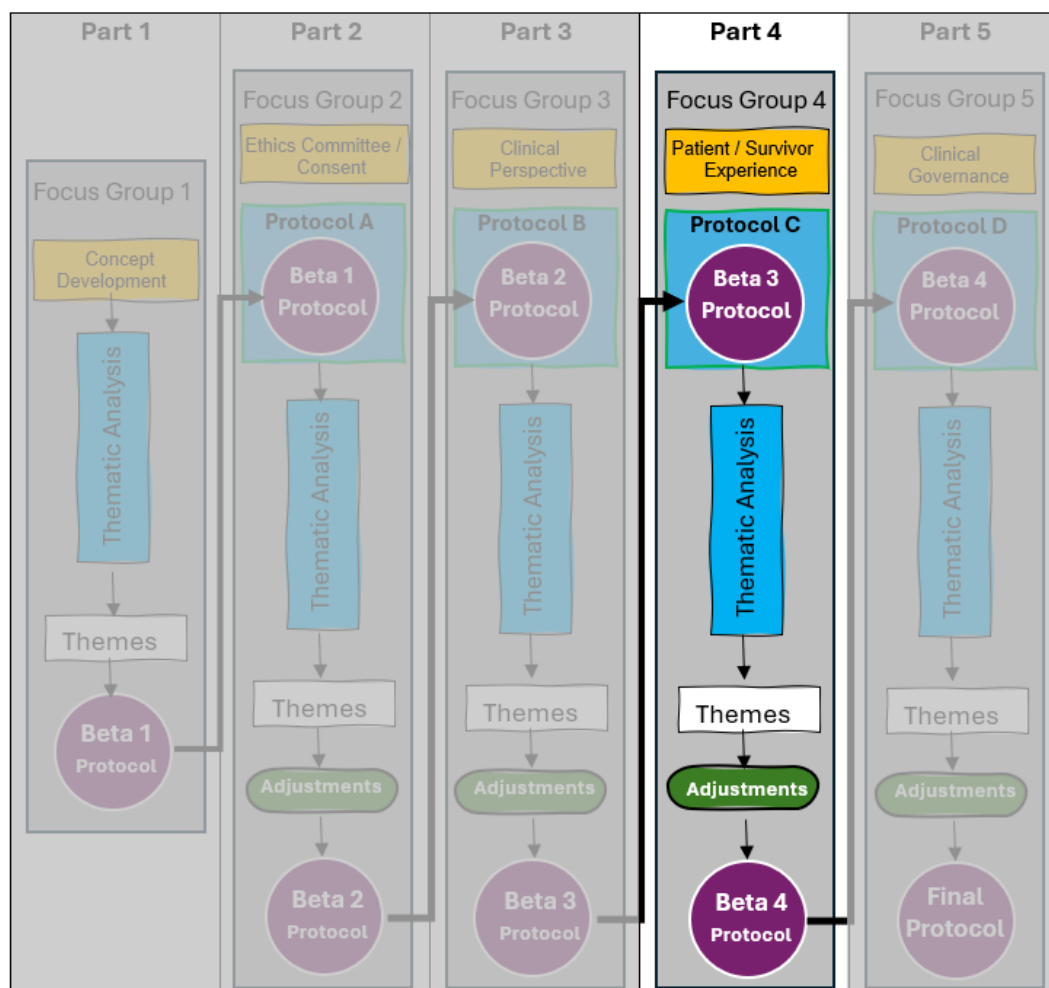 Part 1
Part 2
Part 3
Part 4
Part 5
Focus Group 1
Concept
Development
Thematic Analysis
Themes
Beta 1
Protocol
Focus Group 2
Ethics Committee /
Consent
Protocol A
Beta 1
Protocol
Thematic Analysis
Themes
Adjustments
Beta 2
Protocol
Focus Group 3
Clinical
Perspective
Protocol B
Beta 2
Protocol
Thematic Analysis
Themes
Adjustments
Beta 3
Protocol
Focus Group 4
Patient / Survivor
Experience
Protocol C
Beta 3
Protocol
Thematic Analysis
Themes
Adjustments
Beta 4
Protocol
Focus Group 5
Clinical
Governance
Protocol D
Beta 4
Protocol
Thematic Analysis
Themes
Adjustments
Final
Protocol